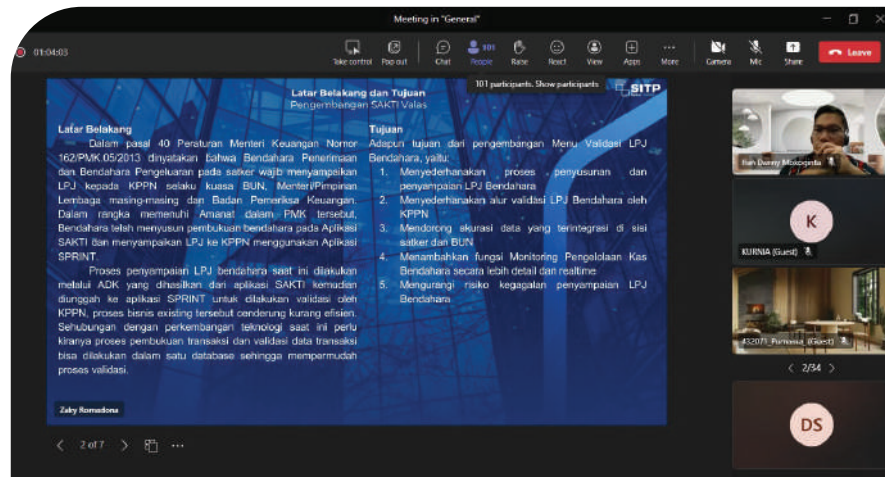 Meeting in "General"
01:04:03
Take control
Pop out
Chat
101
People
Raise
React
View
Apps
More
Camera
Mic
Share
Leave
101 participants. Show participants
SITP
Latar Belakang dan Tujuan
Pengembangan SAKTI Valas
Latar Belakang
Dalam pasal 40 Peraturan Menteri Keuangan Nomor
162/PMK.05/2013 dinyatakan bahwa Bendahara Penerimaan
dan Bendahara Pengeluaran pada satker wajib menyampaikan
LPJ kepada KPPN selaku kuasa BUN, Menteri/Pimpinan
Lembaga masing-masing dan Badan Pemeriksa Keuangan.
Dalam rangka memenuhi Amanat dalam PMK tersebut,
Bendahara telah menyusun pembukuan bendahara pada Aplikasi
SAKTI dan menyampaikan LPJ ke KPPN menggunakan Aplikasi
SPRINT.
Proses penyampaian LPJ bendahara saat ini dilakukan
melalui ADK yang dihasilkan dari aplikasi SAKTI kemudian
diunggah ke aplikasi SPRINT untuk dilakukan validasi oleh
KPPN, proses bisnis existing tersebut cenderung kurang efisien.
Sehubungan dengan perkembangan teknologi saat ini perlu
kiranya proses pembukuan transaksi dan validasi data transaksi
bisa dilakukan dalam satu database sehingga mempermudah
proses validasi.
Tujuan
Adapun tujuan dari pengembangan Menu Validasi LPJ
Bendahara, yaitu:
1. Menyederhanakan proses penyusunan dan
penyampaian LPJ Bendahara
2. Menyederhanakan alur validasi LPJ Bendahara oleh
KPPN
3. Mendorong akurasi data yang terintegrasi di sisi
satker dan BUN
4. Menambahkan fungsi Monitoring Pengelolaan Kas
Bendahara secara lebih detail dan realtime
5. Mengurangi risiko kegagalan penyampaian LPJ
Bendahara
Zaky Romadona
2 of 7
Danny Mokoginta
K
KURNIA (Guest)
432071_Purnama (Guest)
2/34
DS